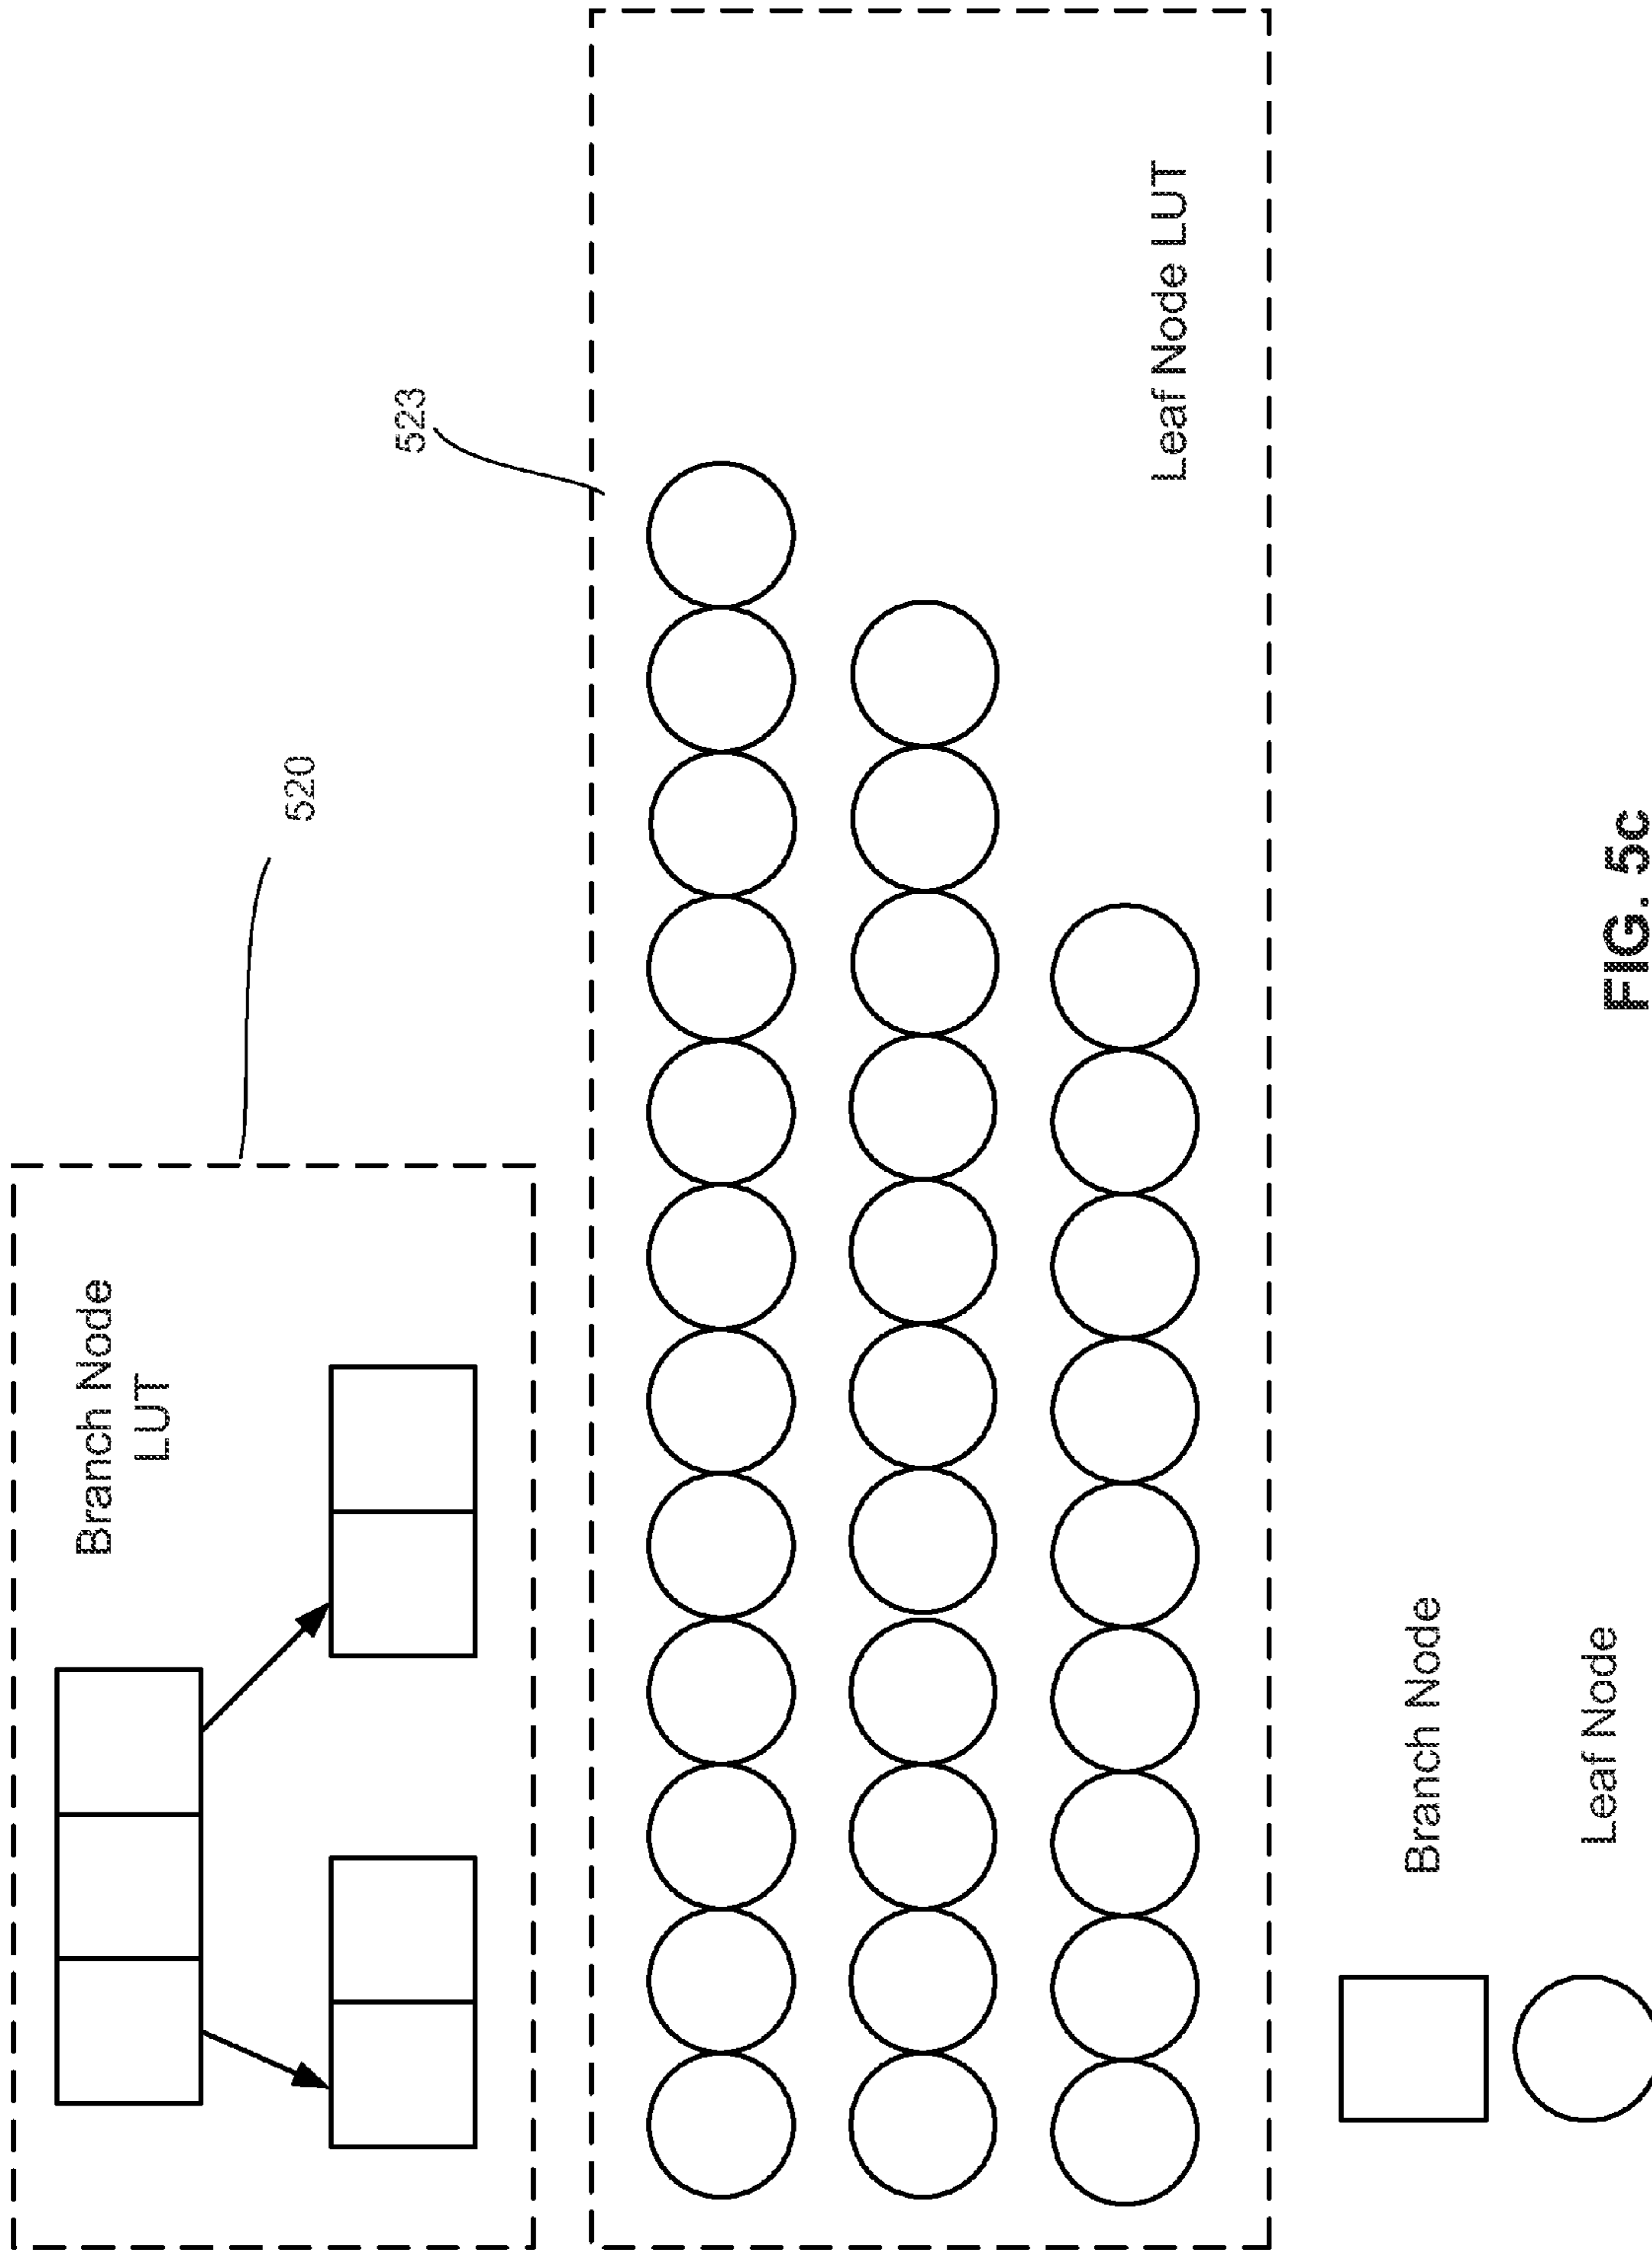 Branch Node
LUT
520
523
Leaf Node LUT
Branch Node
Leaf Node
FIG. 5c